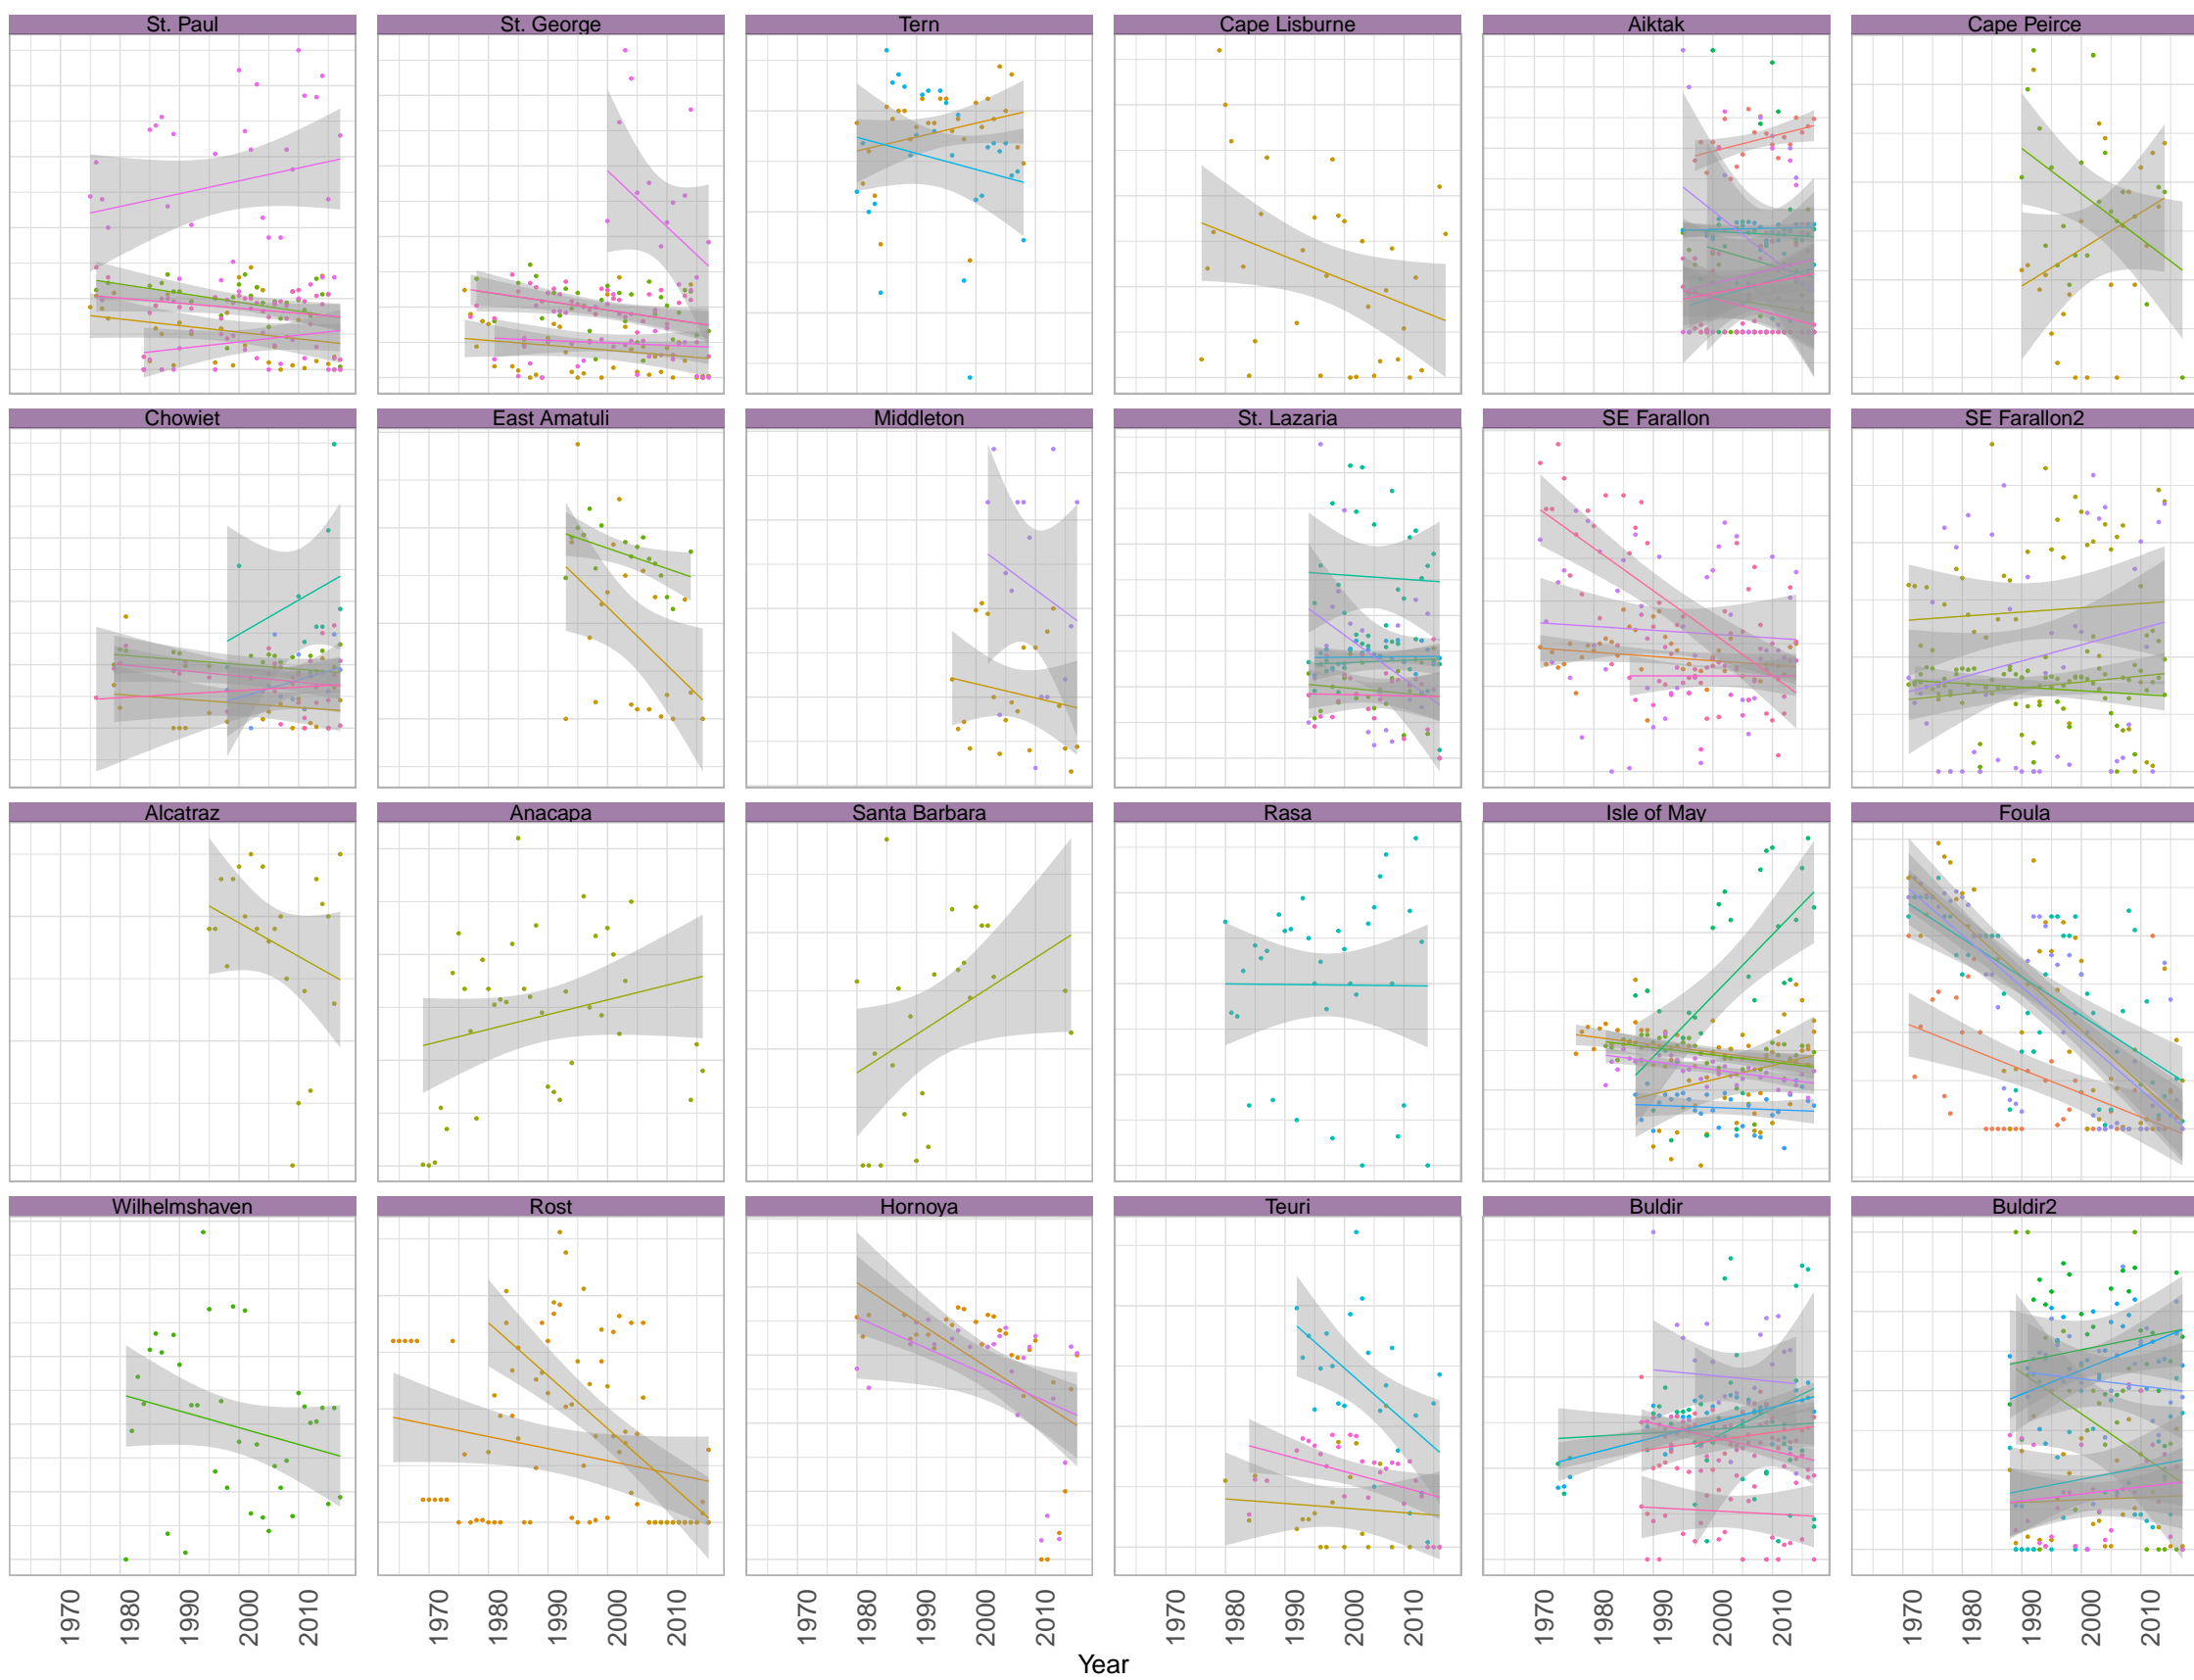 St. Paul St. George Tern Cape Lisburne Aiktak Cape Peirce
Chowiet East Amatuli Middleton St. Lazaria SE Farallon SE Farallon2
Alcatraz Anacapa Santa Barbara Rasa Isle of May Foula
Wilhelmshaven Rost Hornoya Teuri Buldir Buldir2
1970 1980 1990 2000 2010 1970 1980 1990 2000 2010 1970 1980 1990 2000 2010 1970 1980 1990 2000 2010 1970 1980 1990 2000 2010 1970 1980 1990 2000 2010
Year